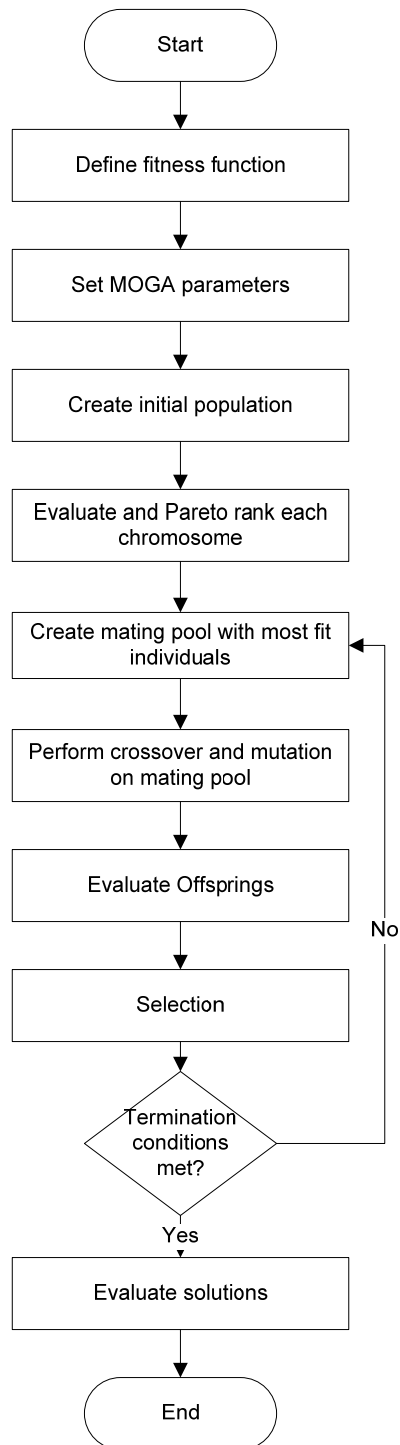 Start
Define fitness function
Set MOGA parameters
Create initial population
Evaluate and Pareto rank each
chromosome
Create mating pool with most fit
individuals
Perform crossover and mutation
on mating pool
Evaluate Offsprings
No
Selection
Termination
conditions
met?
Yes
Evaluate solutions
End